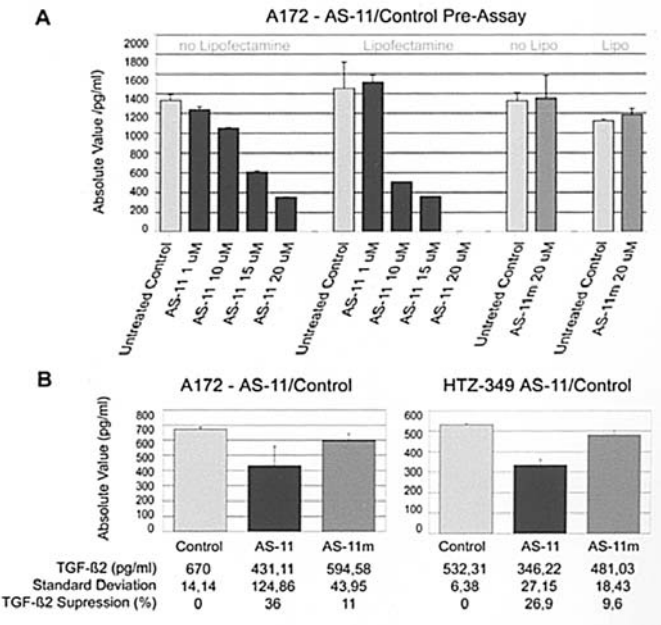 A
A172 - AS-11/Control Pre-Assay
no Lipofectamine
Lipofectamine
no Lipo
Lipo
Absolute Value /pg/ml)
2000
1800
1600
1400
1200
1000
800
600
400
200
0
Untreated Control
AS-11 1 uM
AS-11 10 uM
AS-11 15 uM
AS-11 20 uM
Untreated Control
AS-11 1 uM
AS-11 10 uM
AS-11 15 uM
AS-11 20 uM
Untreted Control
AS-11m 20 uM
Untreated Control
AS-11m 20 uM
B
A172 - AS-11/Control
HTZ-349 AS-11/Control
Absolute Value (pg/ml)
800
700
600
500
400
300
200
100
0
600
500
400
300
200
100
0
Control AS-11 AS-11m Control AS-11 AS-11m
TGF-ß2 (pg/ml) 670 431,11 594,58 532,31 346,22 481,03
Standard Deviation 14,14 124,86 43,95 6,38 27,15 18,43
TGF-ß2 Supression (%) 0 36 11 0 26,9 9,6